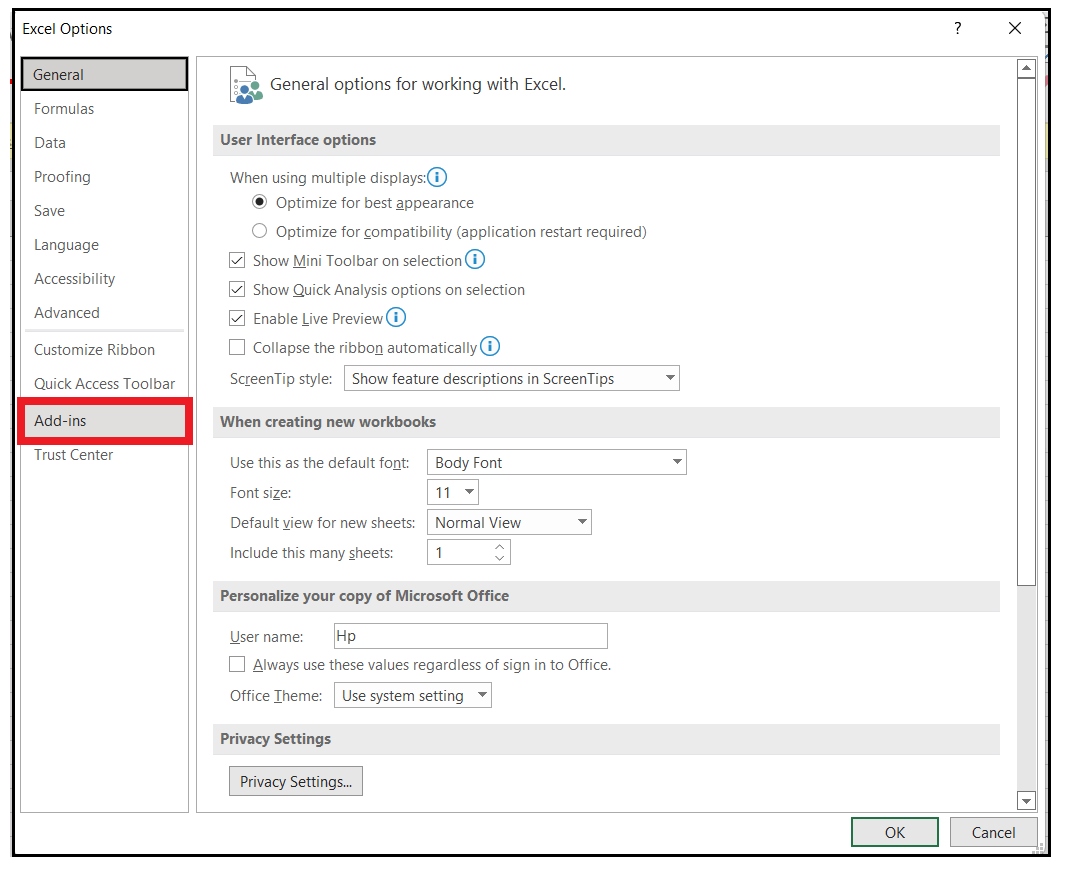 Excel Options
?
General
Formulas
Data
Proofing
Save
Language
Accessibility
Advanced
Customize Ribbon
Quick Access Toolbar
Add-ins
Trust Center
General options for working with Excel.
User Interface options
When using multiple displays:
Optimize for best appearance
Optimize for compatibility (application restart required)
Show Mini Toolbar on selection
Show Quick Analysis options on selection
Enable Live Preview
Collapse the ribbon automatically
ScreenTip style: Show feature descriptions in ScreenTips
When creating new workbooks
Use this as the default font: Body Font
Font size: 11
Default view for new sheets: Normal View
Include this many sheets: 1
Personalize your copy of Microsoft Office
User name: Hp
Always use these values regardless of sign in to Office.
Office Theme: Use system setting
Privacy Settings
Privacy Settings...
OK Cancel